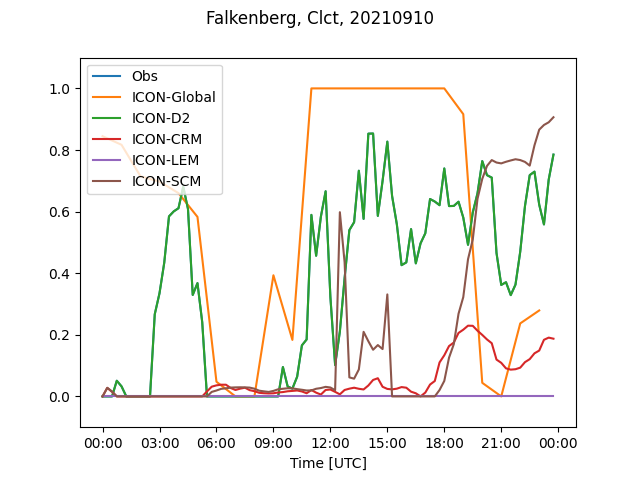 Falkenberg, Clct, 20210910
Obs
ICON-Global
ICON-D2
ICON-CRM
ICON-LEM
ICON-SCM
1.0
0.8
0.6
0.4
0.2
0.0
00:00 03:00 06:00 09:00 12:00 15:00 18:00 21:00 00:00
Time [UTC]